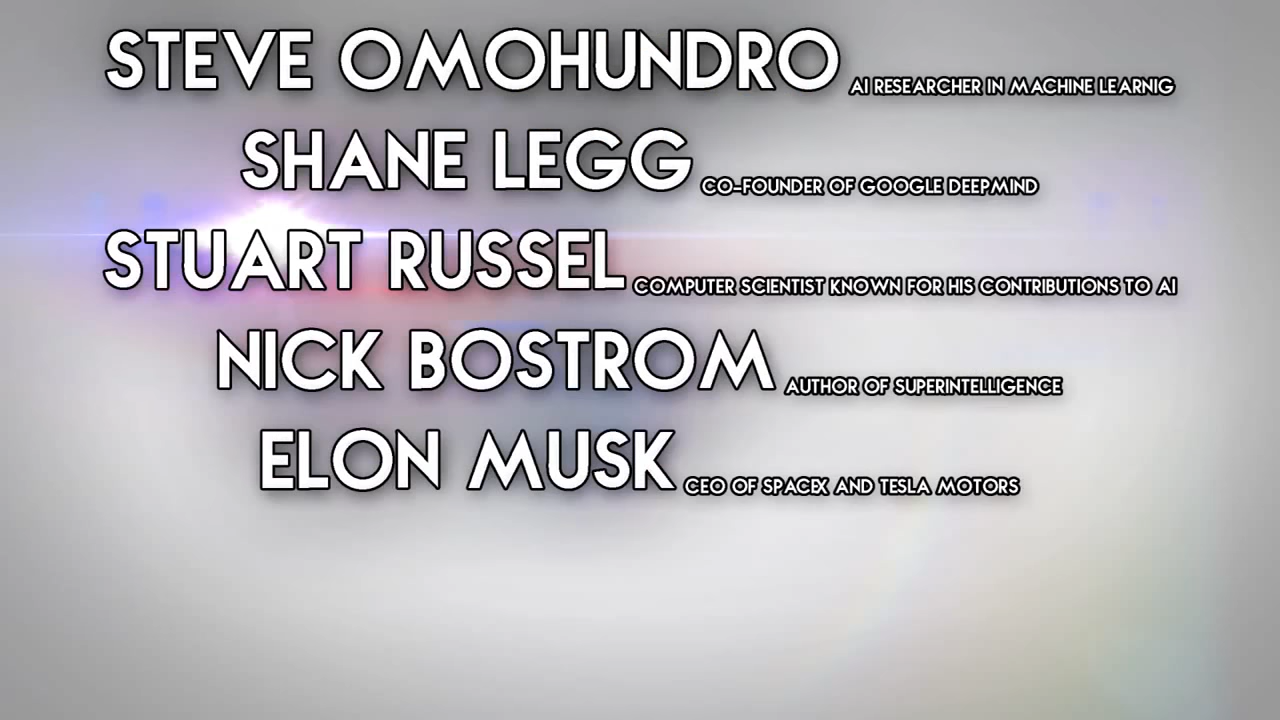 STEVE OMOHUNDRO AI RESEARCHER IN MACHINE LEARNIG
SHANE LEGG CO-FOUNDER OF GOOGLE DEEPMIND
STUART RUSSEL COMPUTER SCIENTIST KNOWN FOR HIS CONTRIBUTIONS TO AI
NICK BOSTROM AUTHOR OF SUPERINTELLIGENCE
ELON MUSK CEO OF SPACEX AND TESLA MOTORS